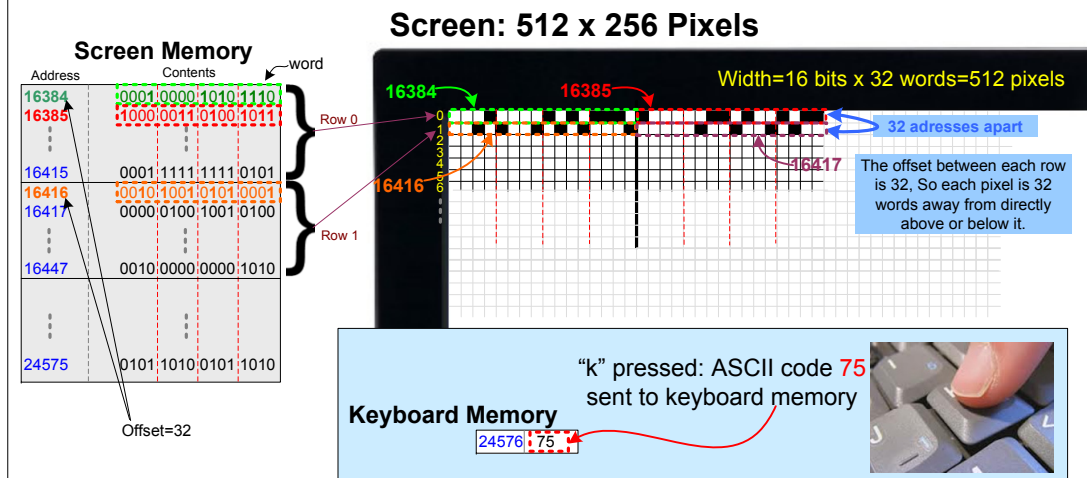 Screen: 512 x 256 Pixels
Screen Memory
Address Contents word
16384 0001 0000 1010 1110
16385 1000 0011 0100 1011
16415 0001 1111 1111 0101
16416 0010 1001 0101 0001
16417 0000 0100 1001 0100
16447 0010 0000 0000 1010
24575 0101 1010 0101 1010
Offset=32
Row 0
Row 1
Width=16 bits x 32 words=512 pixels
16384
16385
0
1
2
3
4
5
6
16416
16417
32 adresses apart
The offset between each row
is 32, So each pixel is 32
words away from directly
above or below it.
“k” pressed: ASCII code 75
sent to keyboard memory
Keyboard Memory
24576 75
J